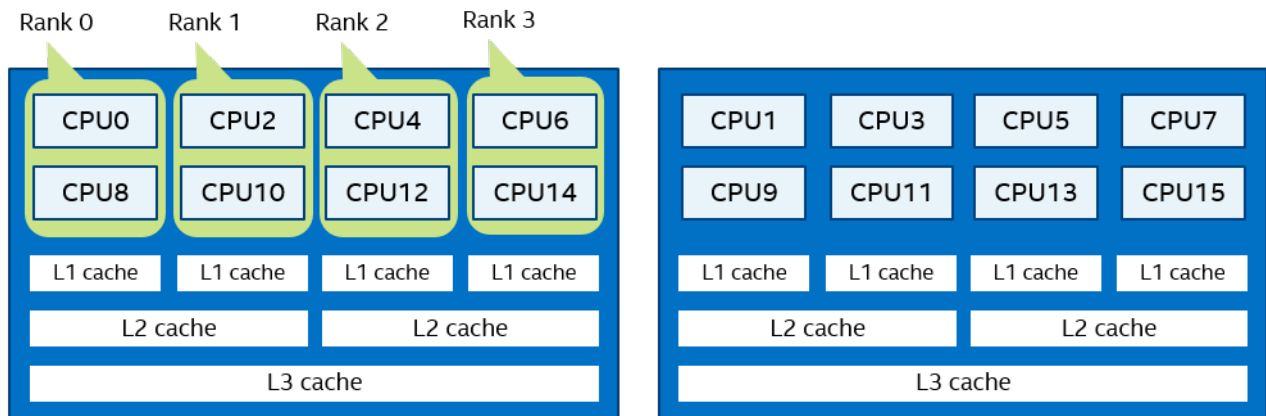 Rank 0 Rank 1 Rank 2 Rank 3
CPU0 CPU2 CPU4 CPU6
CPU8 CPU10 CPU12 CPU14
L1 cache L1 cache L1 cache L1 cache
L2 cache L2 cache
L3 cache
CPU1 CPU3 CPU5 CPU7
CPU9 CPU11 CPU13 CPU15
L1 cache L1 cache L1 cache L1 cache
L2 cache L2 cache
L3 cache